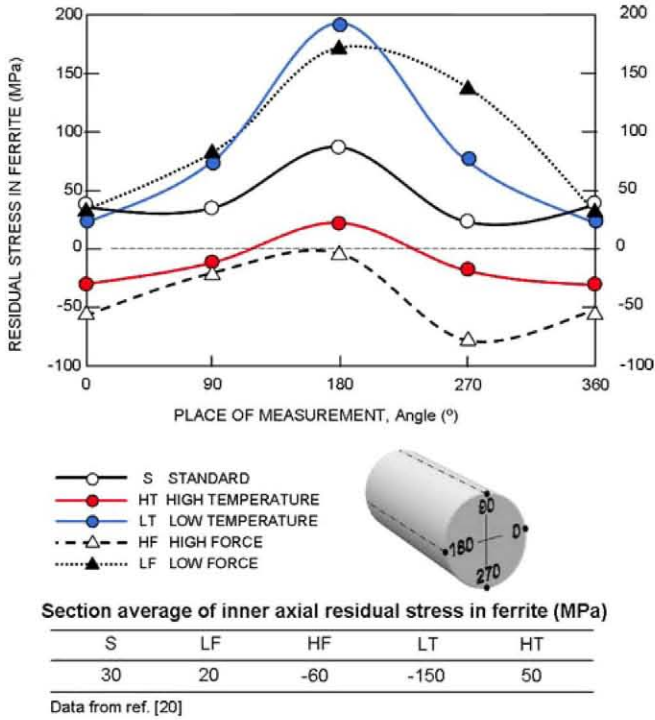 200 200
150 150
100 100
50 50
0 0
-50 -50
-100 -100
RESIDUAL STRESS IN FERRITE (MPa)
0 90 180 270 360
PLACE OF MEASUREMENT, Angle (º)
S STANDARD
HT HIGH TEMPERATURE
LT LOW TEMPERATURE
HF HIGH FORCE
LF LOW FORCE
90
180 0
270
Section average of inner axial residual stress in ferrite (MPa)
S LF HF LT HT
30 20 -60 -150 50
Data from ref. [20]